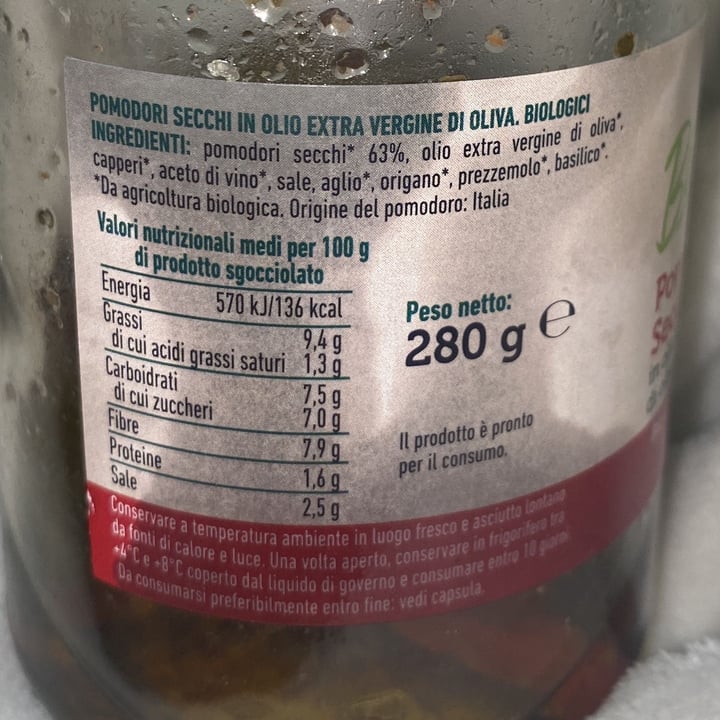 POMODORI SECCHI IN OLIO EXTRA VERGINE DI OLIVA. BIOLOGICI
INGREDIENTI: pomodori secchi* 63%, olio extra vergine di oliva*,
capperi*, aceto di vino*, sale, aglio*, origano*, prezzemolo*, basilico*.
*Da agricoltura biologica. Origine del pomodoro: Italia
Valori nutrizionali medi per 100 g
di prodotto sgocciolato
Energia 570 kJ/136 kcal
Grassi 9,4 g
di cui acidi grassi saturi 1,3 g
Carboidrati 7,5 g
di cui zuccheri 7,0 g
Fibre 7,9 g
Proteine 1,6 g
Sale 2,5 g
Peso netto:
280 g e
Il prodotto è pronto
per il consumo.
Conservare a temperatura ambiente in luogo fresco e asciutto lontano
da fonti di calore e luce. Una volta aperto, conservare in frigorifero tra
+4°C e +8°C coperto dal liquido di governo e consumare entro 10 giorni.
Da consumarsi preferibilmente entro fine: vedi capsula.